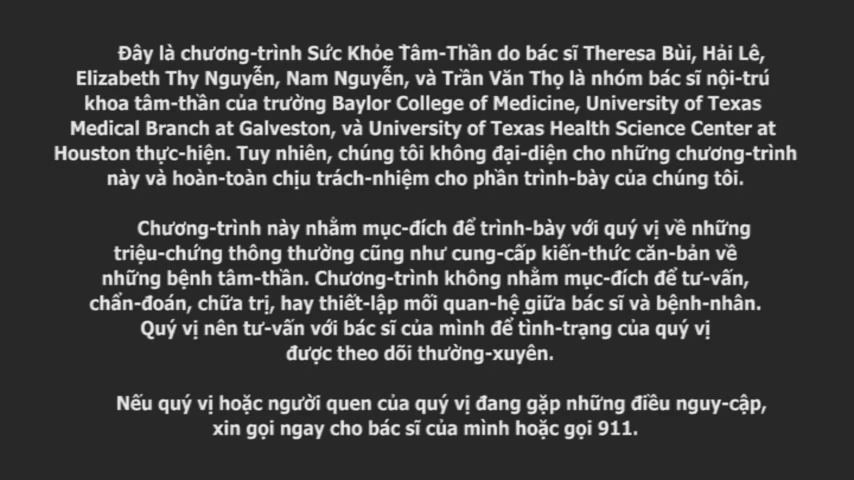 Đây là chương-trình Sức Khỏe Tâm-Thần do bác sĩ Theresa Bùi, Hải Lê,
Elizabeth Thy Nguyễn, Nam Nguyễn, và Trần Văn Thọ là nhóm bác sĩ nội-trú
khoa tâm-thần của trường Baylor College of Medicine, University of Texas
Medical Branch at Galveston, và University of Texas Health Science Center at
Houston thực-hiện. Tuy nhiên, chúng tôi không đại-diện cho những chương-trình
này và hoàn-toàn chịu trách-nhiệm cho phần trình-bày của chúng tôi.
Chương-trình này nhằm mục-đích để trình-bày với quý vị về những
triệu-chứng thông thường cũng như cung-cấp kiến-thức căn-bản về
những bệnh tâm-thần. Chương-trình không nhằm mục-đích để tư-vấn,
chẩn-đoán, chữa trị, hay thiết-lập mối quan-hệ giữa bác sĩ và bệnh-nhân.
Quý vị nên tư-vấn với bác sĩ của mình để tình-trạng của quý vị
được theo dõi thường-xuyên.
Nếu quý vị hoặc người quen của quý vị đang gặp những điều nguy-cập,
xin gọi ngay cho bác sĩ của mình hoặc gọi 911.